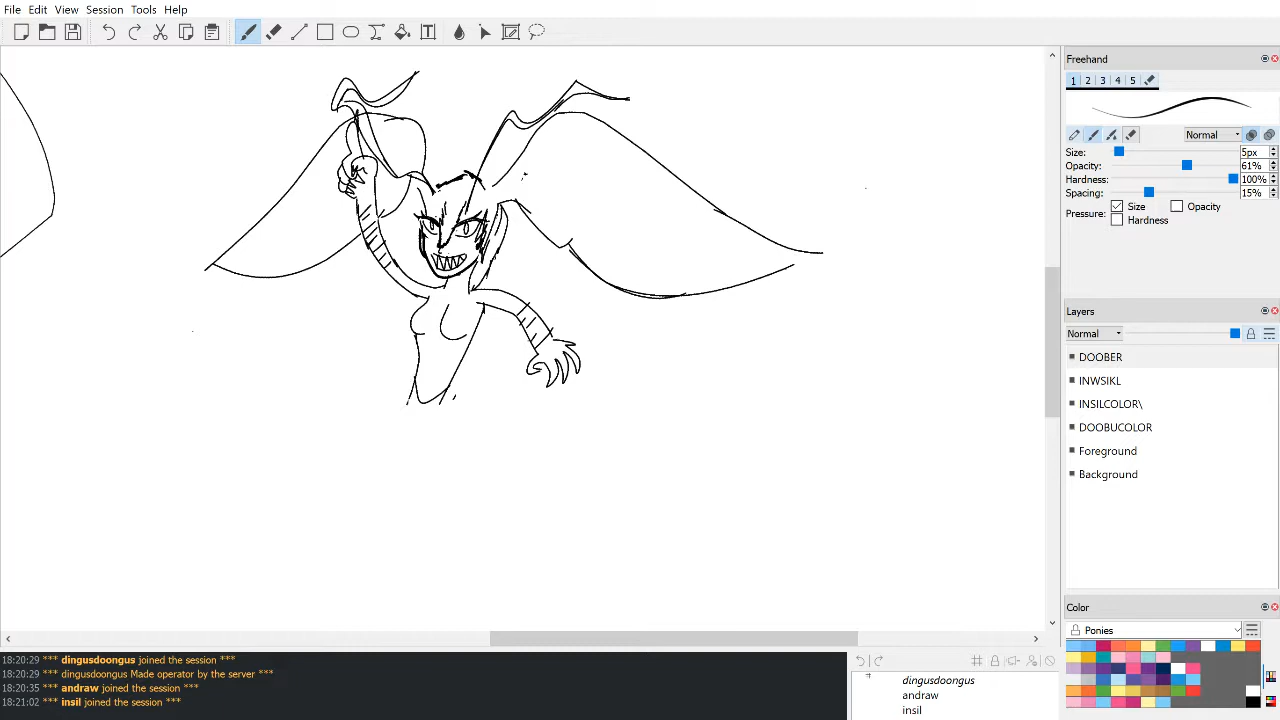 File Edit View Session Tools Help
Freehand
1 2 3 4 5
Normal
Size: 5px
Opacity: 61%
Hardness: 100%
Spacing: 15%
Pressure: Size Opacity
Hardness
Layers
Normal
DOOBER
INWSIKL
INSILCOLOR\
DOOBUCOLOR
Foreground
Background
Color
Ponies
18:20:29 *** dingusdoongus joined the session ***
18:20:29 *** dingusdoongus Made operator by the server ***
18:20:35 *** andraw joined the session ***
18:21:02 *** insil joined the session ***
dingusdoongus
andraw
insil